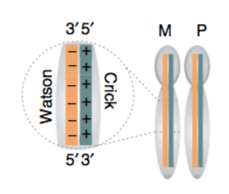 3′5′
M P
Watson
− +
− +
− +
− +
− +
− +
Crick
5′3′